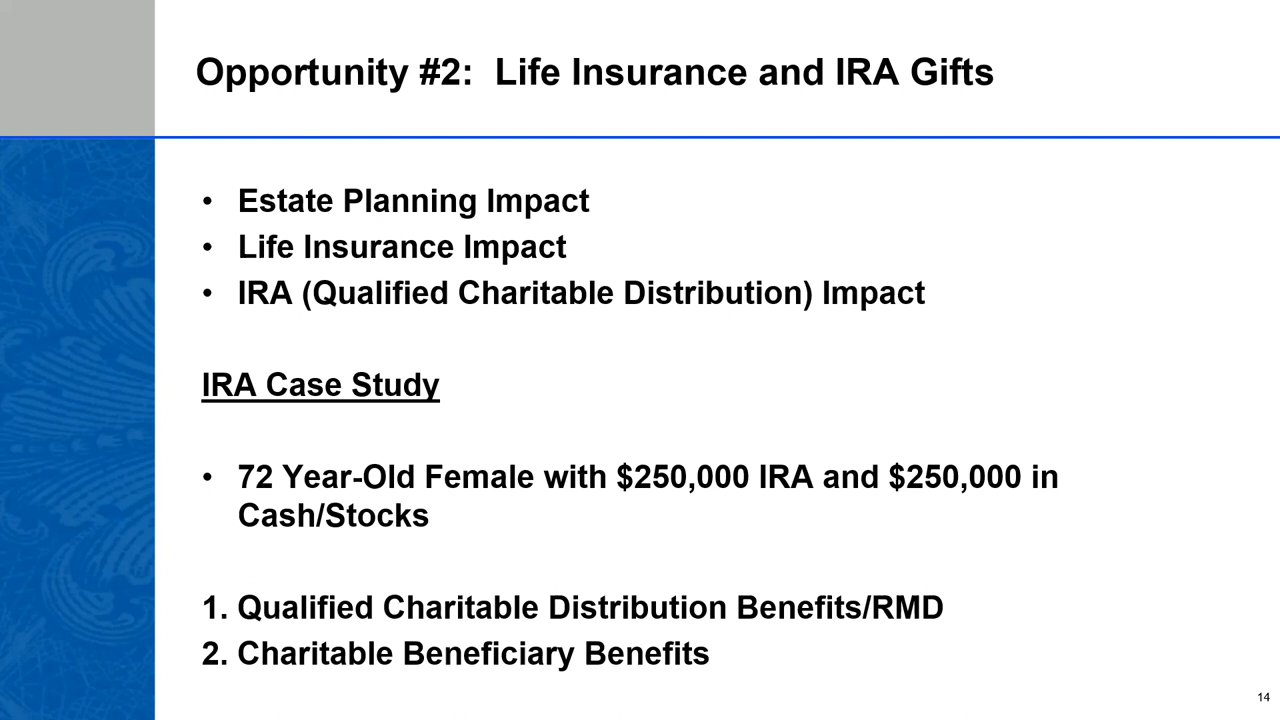 Opportunity #2:  Life Insurance and IRA Gifts
• Estate Planning Impact
• Life Insurance Impact
• IRA (Qualified Charitable Distribution) Impact
IRA Case Study
• 72 Year-Old Female with $250,000 IRA and $250,000 in
Cash/Stocks
1. Qualified Charitable Distribution Benefits/RMD
2. Charitable Beneficiary Benefits
14